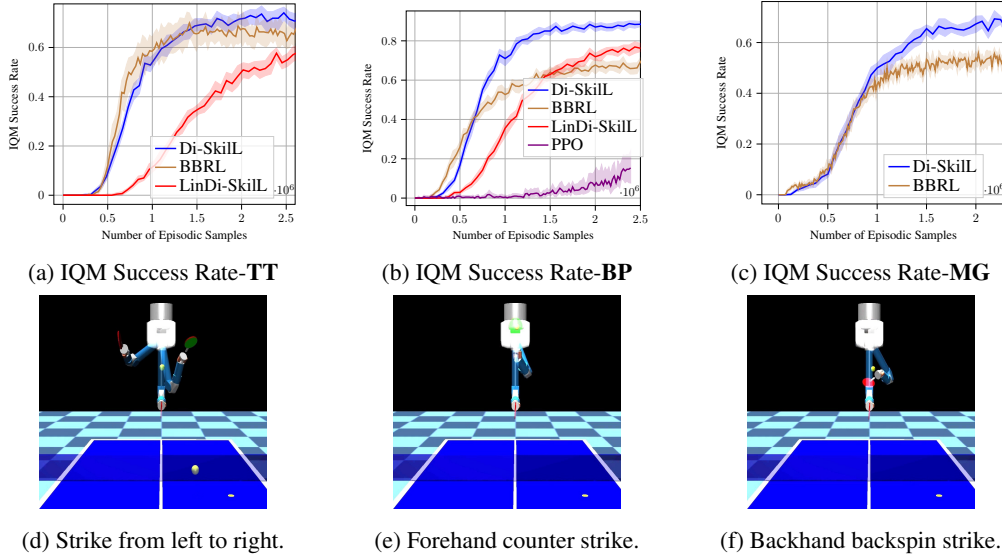 IQM Success Rate
0.6
0.4
0.2
0
Di-SkilL
BBRL
LinDi-SkilL
0 0.5 1 1.5 2 2.5
·10⁶
Number of Episodic Samples
(a) IQM Success Rate-TT
IQM Success Rate
0.8
0.6
0.4
0.2
0
Di-SkilL
BBRL
LinDi-SkilL
PPO
0 0.5 1 1.5 2 2.5
·10⁶
Number of Episodic Samples
(b) IQM Success Rate-BP
IQM Success Rate
0.6
0.4
0.2
0
Di-SkilL
BBRL
0 0.5 1 1.5 2
·10⁶
Number of Episodic Samples
(c) IQM Success Rate-MG
(d) Strike from left to right.
(e) Forehand counter strike.
(f) Backhand backspin strike.